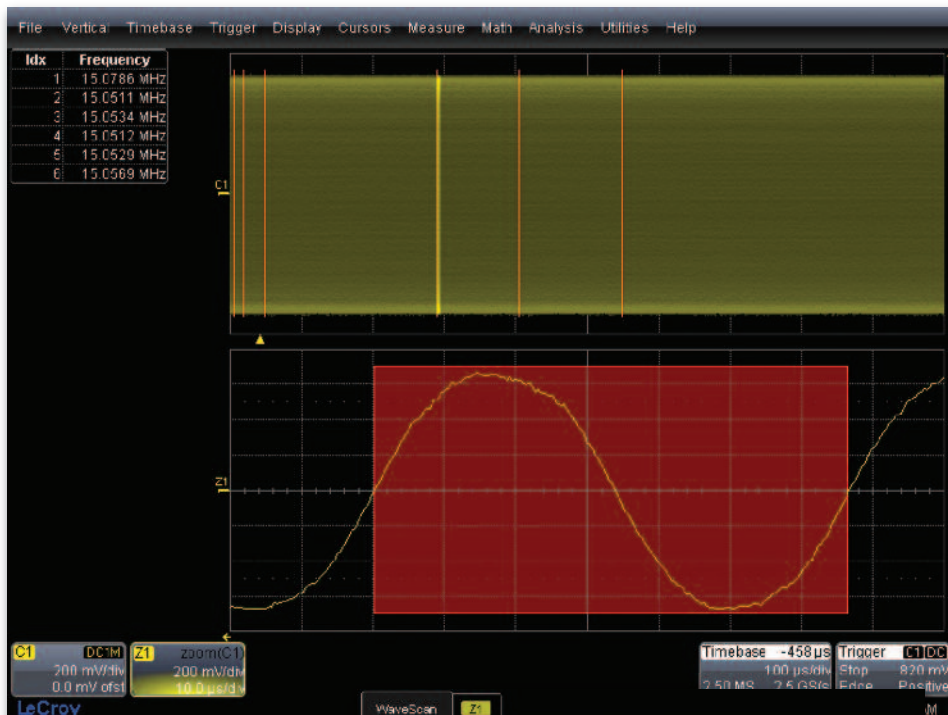 File Vertical Timebase Trigger Display Cursors Measure Math Analysis Utilities Help
Idx Frequency
1 15.0786 MHz
2 15.0511 MHz
3 15.0534 MHz
4 15.0512 MHz
5 15.0529 MHz
6 15.0569 MHz
C1
Z1
C1 DC1M
200 mV/div
0.0 mV ofst
Z1 zoom(C1)
200 mV/div
10.0 µs/div
Timebase -458 µs
100 µs/div
2.50 MS 2.5 GS/s
Trigger C1 DC
Stop 820 mV
Edge Positive
LeCroy
WaveScan Z1